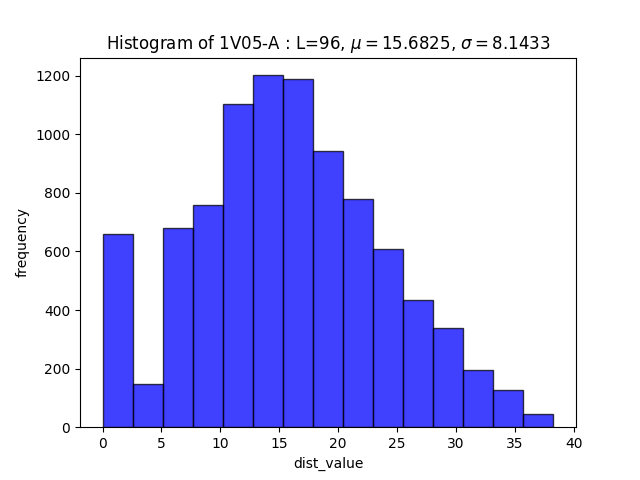 Histogram of 1V05-A : L=96, μ = 15.6825, σ = 8.1433
1200
1000
800
600
400
200
0
frequency
0 5 10 15 20 25 30 35 40
dist_value